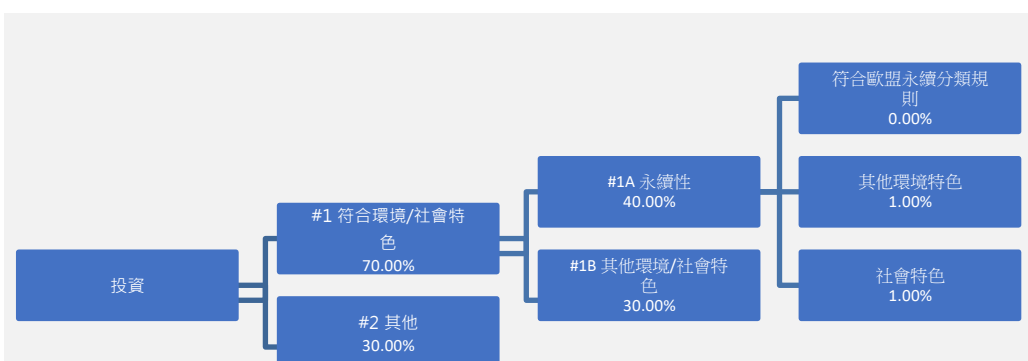 投資
#1 符合環境/社會特
色
70.00%
#2 其他
30.00%
#1A 永續性
40.00%
#1B 其他環境/社會特
色
30.00%
符合歐盟永續分類規
則
0.00%
其他環境特色
1.00%
社會特色
1.00%